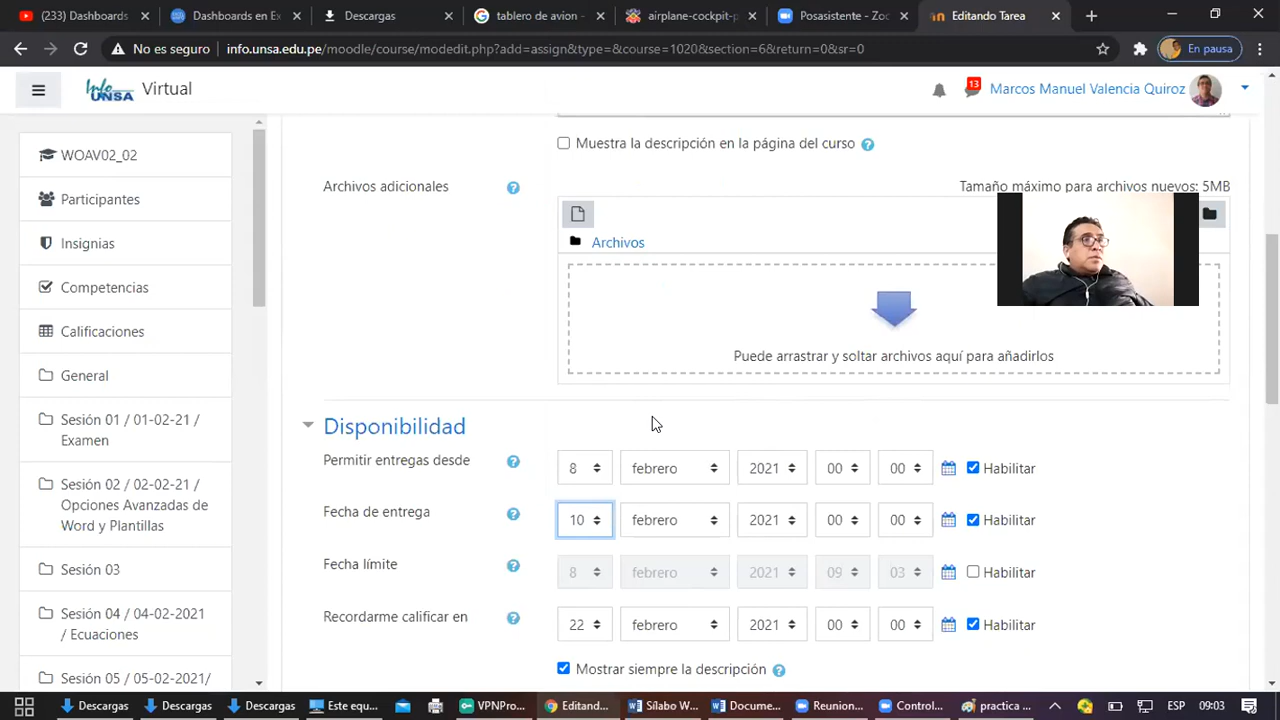 (233) Dashboards
Dashboards en Ex
Descargas
tablero de avion -
airplane-cockpit-p
Posasistente - Zoo
Editando Tarea
No es seguro
info.unsa.edu.pe/moodle/course/modedit.php?add=assign&type=&course=1020&section=6&return=0&sr=0
En pausa
Info UNSA Virtual
13
Marcos Manuel Valencia Quiroz
WOAV02_02
Participantes
Insignias
Competencias
Calificaciones
General
Sesión 01 / 01-02-21 /
Examen
Sesión 02 / 02-02-21 /
Opciones Avanzadas de
Word y Plantillas
Sesión 03
Sesión 04 / 04-02-2021
/ Ecuaciones
Sesión 05 / 05-02-2021/
Muestra la descripción en la página del curso
Archivos adicionales
Tamaño máximo para archivos nuevos: 5MB
Archivos
Puede arrastrar y soltar archivos aquí para añadirlos
Disponibilidad
Permitir entregas desde 8 febrero 2021 00 00 Habilitar
Fecha de entrega 10 febrero 2021 00 00 Habilitar
Fecha límite 8 febrero 2021 09 03 Habilitar
Recordarme calificar en 22 febrero 2021 00 00 Habilitar
Mostrar siempre la descripción
Descargas
Descargas
Descargas
Este equ...
VPNPro...
Editand...
Sílabo W...
Docume...
Reunion...
Control...
practica ...
ESP
09:03